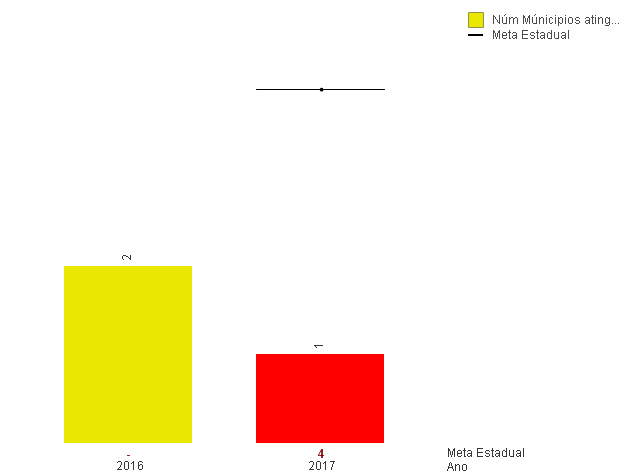 Núm Múnicipios ating...
Meta Estadual
2
1
- 4 Meta Estadual
2016 2017 Ano